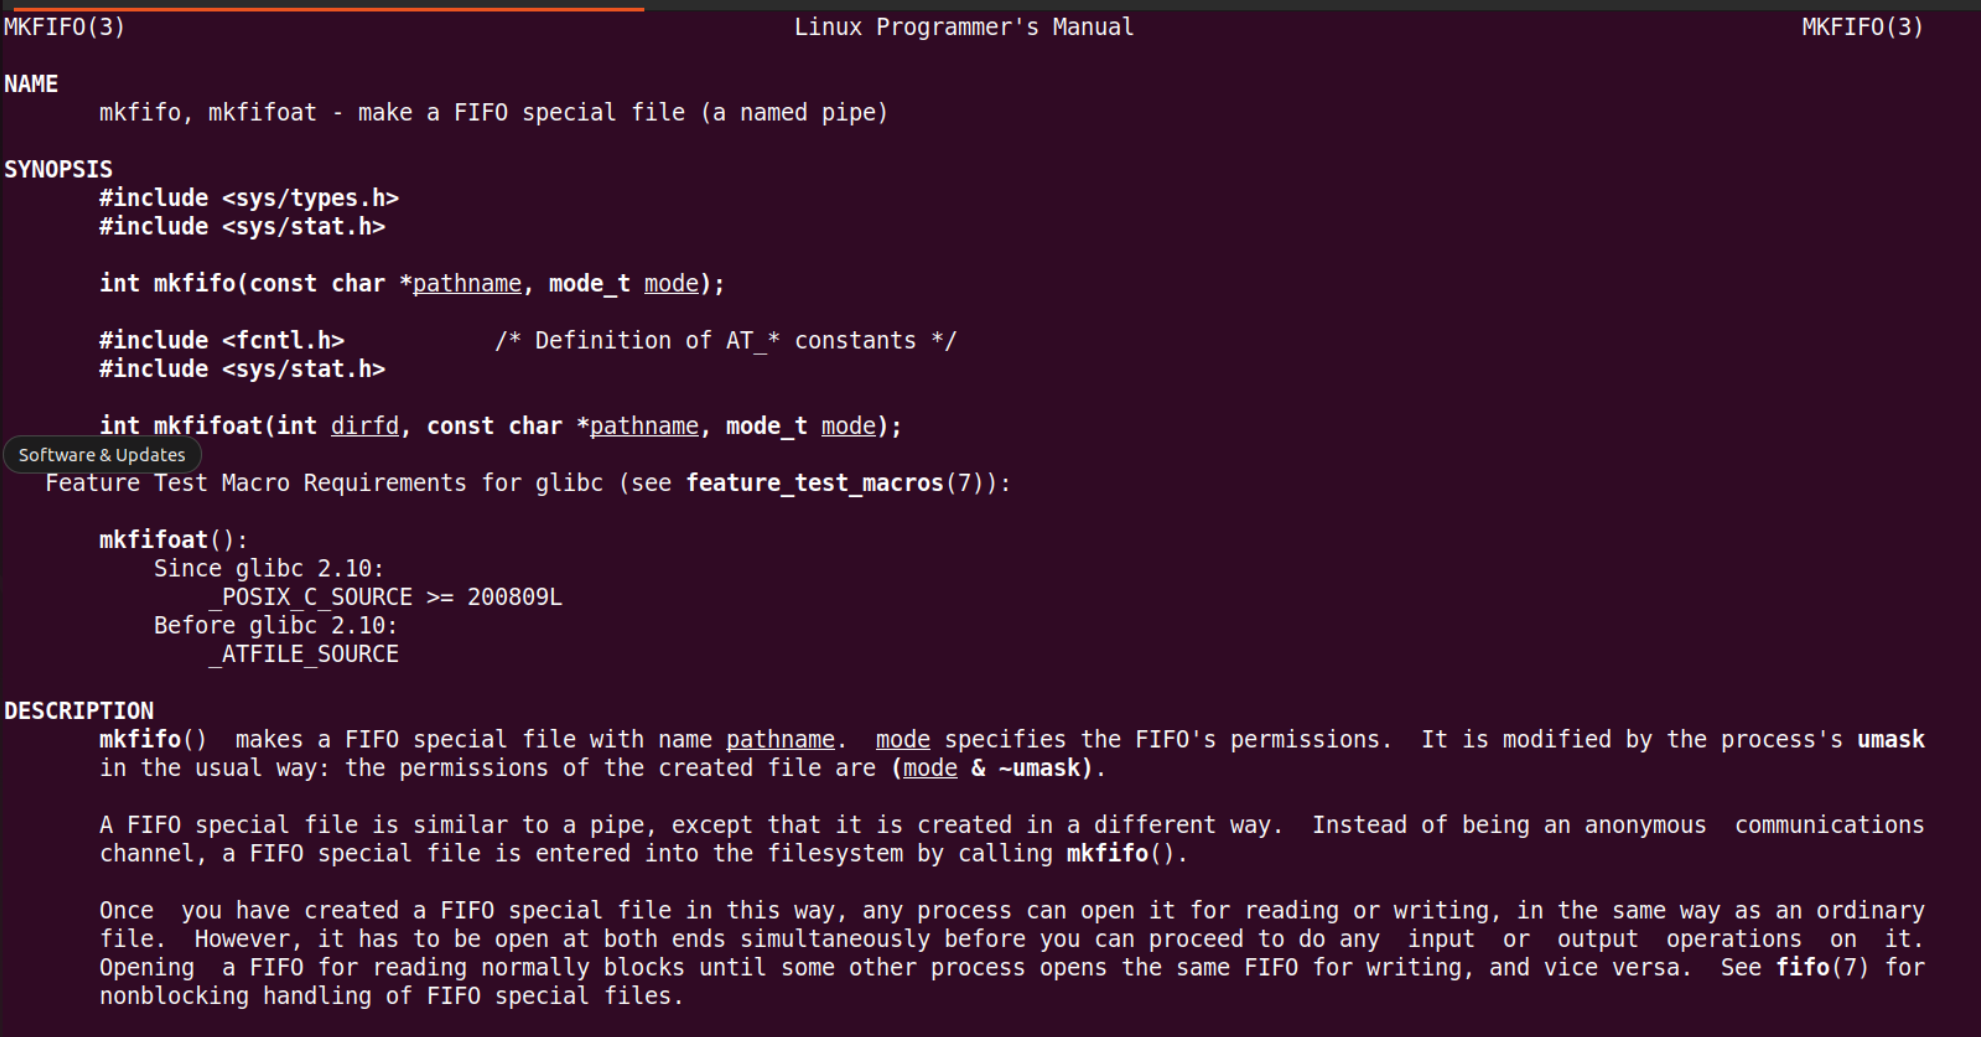 MKFIFO(3) Linux Programmer's Manual MKFIFO(3)
NAME
mkfifo, mkfifoat - make a FIFO special file (a named pipe)
SYNOPSIS
#include <sys/types.h>
#include <sys/stat.h>
int mkfifo(const char *pathname, mode_t mode);
#include <fcntl.h> /* Definition of AT_* constants */
#include <sys/stat.h>
int mkfifoat(int dirfd, const char *pathname, mode_t mode);
Software & Updates
Feature Test Macro Requirements for glibc (see feature_test_macros(7)):
mkfifoat():
Since glibc 2.10:
_POSIX_C_SOURCE >= 200809L
Before glibc 2.10:
_ATFILE_SOURCE
DESCRIPTION
mkfifo() makes a FIFO special file with name pathname. mode specifies the FIFO's permissions. It is modified by the process's umask
in the usual way: the permissions of the created file are (mode & ~umask).
A FIFO special file is similar to a pipe, except that it is created in a different way. Instead of being an anonymous communications
channel, a FIFO special file is entered into the filesystem by calling mkfifo().
Once you have created a FIFO special file in this way, any process can open it for reading or writing, in the same way as an ordinary
file. However, it has to be open at both ends simultaneously before you can proceed to do any input or output operations on it.
Opening a FIFO for reading normally blocks until some other process opens the same FIFO for writing, and vice versa. See fifo(7) for
nonblocking handling of FIFO special files.